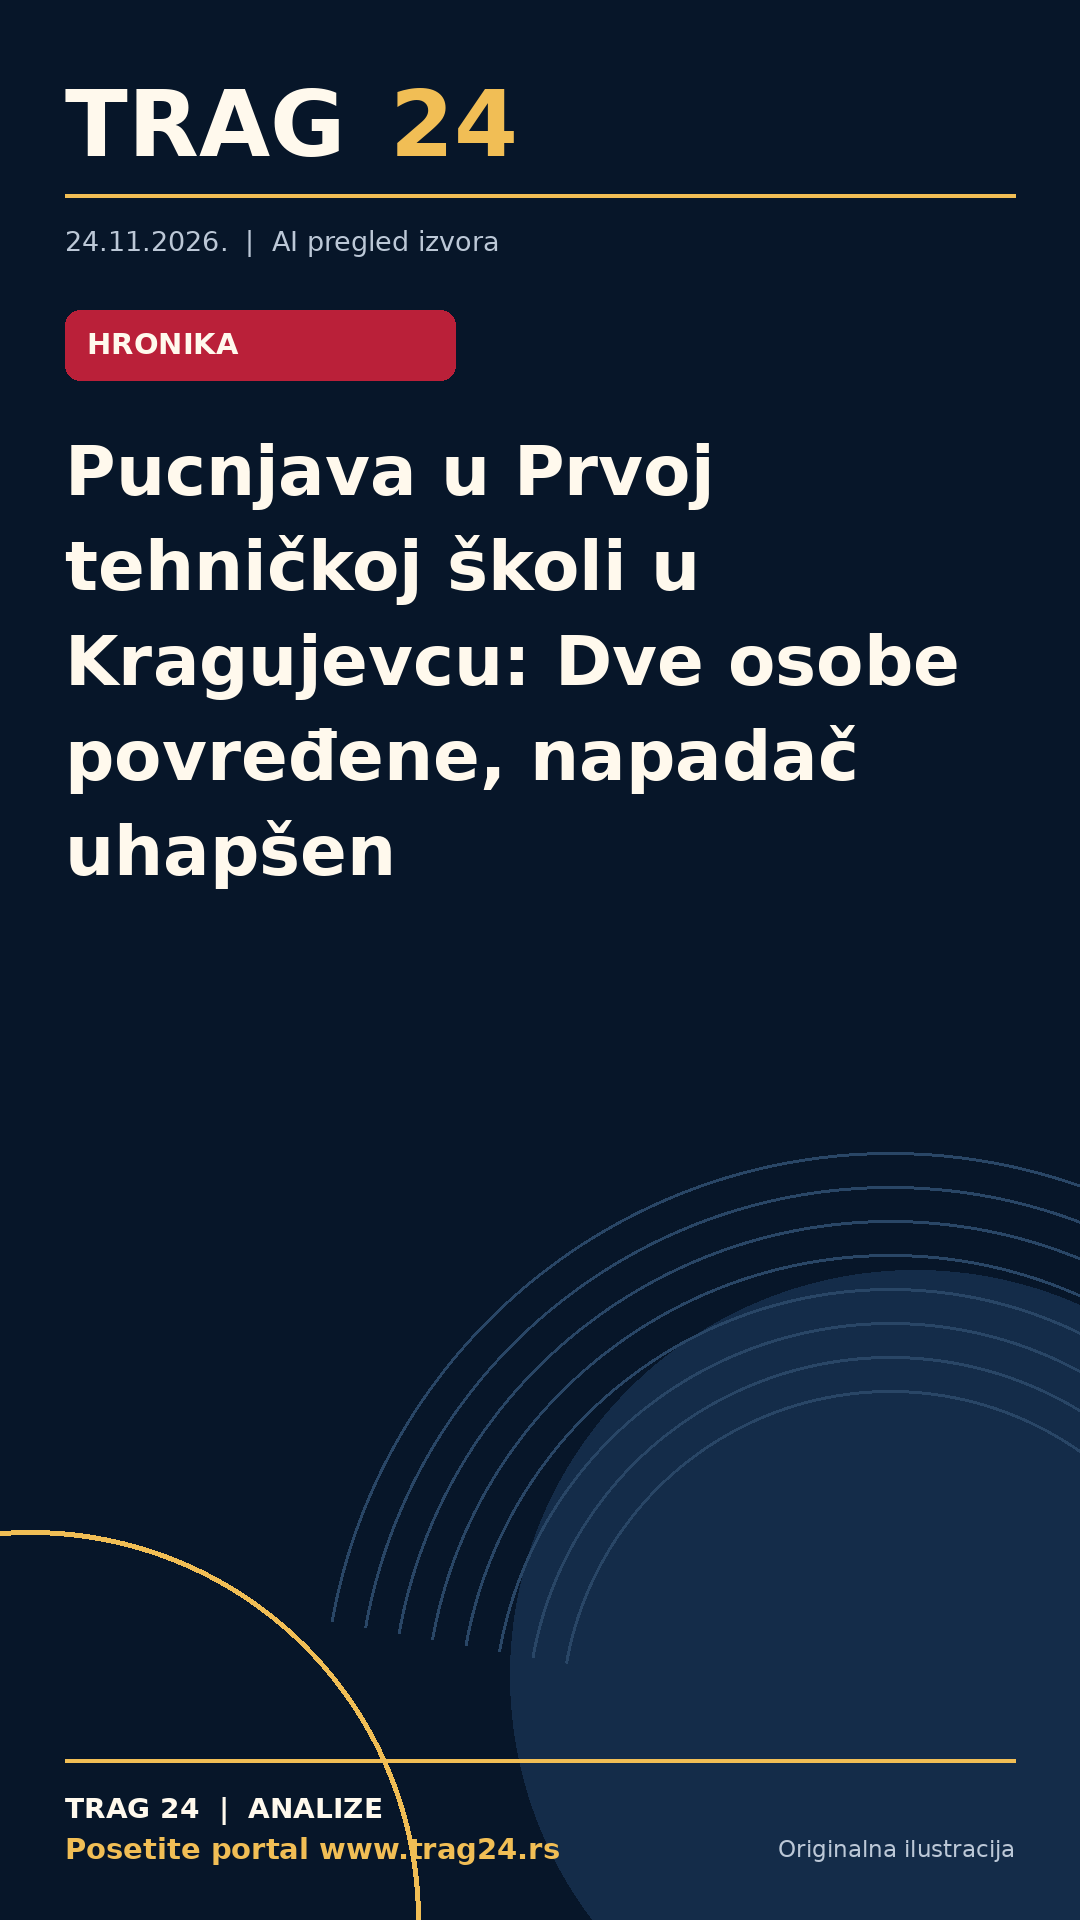 TRAG 24
24.11.2026. | AI pregled izvora
HRONIKA
Pucnjava u Prvoj
tehničkoj školi u
Kragujevcu: Dve osobe
povređene, napadač
uhapšen
TRAG 24 | ANALIZE
Posetite portal www.trag24.rs
Originalna ilustracija